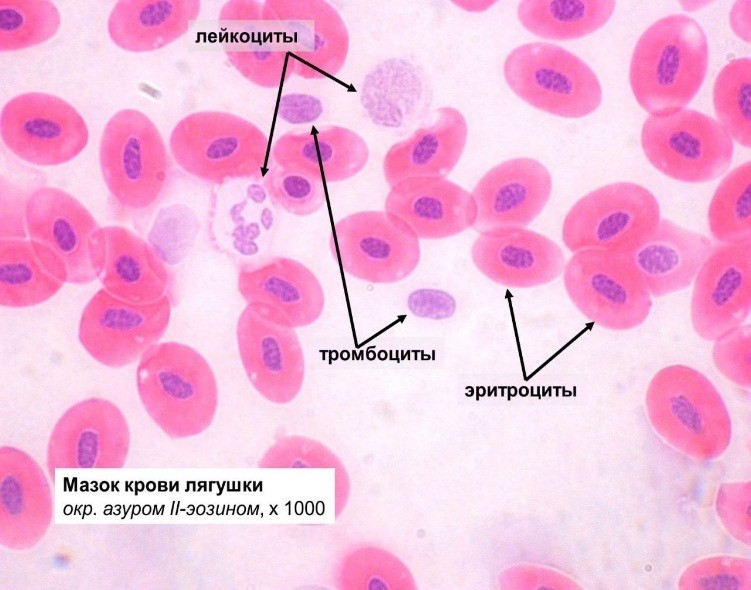 лейкоциты
тромбоциты
эритроциты
Мазок крови лягушки
окр. азуром II-эозином, х 1000